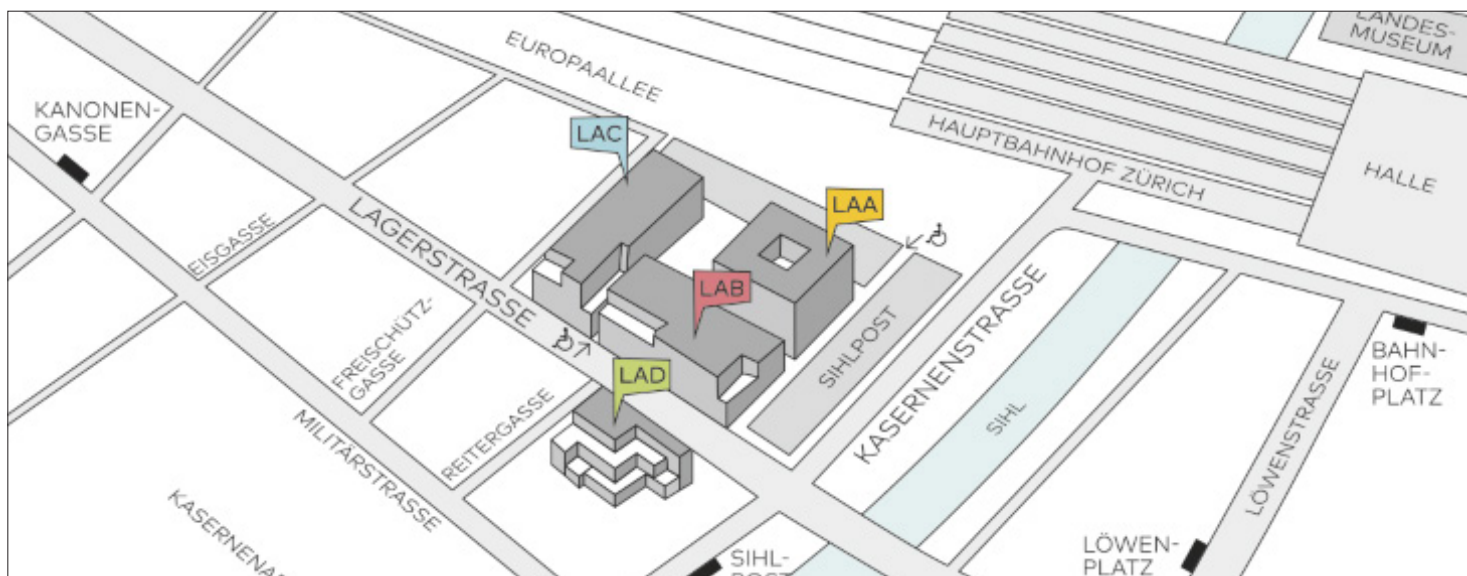 LANDES-
MUSEUM
EUROPAALLEE
KANONEN-
GASSE
LAC
HAUPTBAHNHOF ZÜRICH
HALLE
LAA
EISGASSE
LAGERSTRASSE
LAB
FREISCHÜTZ-
GASSE
SIHLPOST
KASERNENSTRASSE
SIHL
BAHN-
HOF-
PLATZ
LAD
REITERGASSE
MILITÄRSTRASSE
LÖWENSTRASSE
SIHL-
LÖWEN-
PLATZ